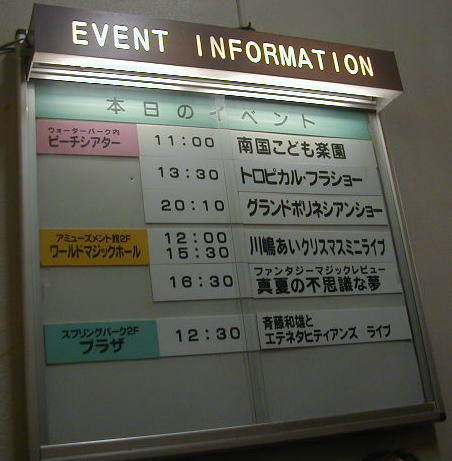 EVENT INFORMATION
本日のイベント
ウォーターパーク内
ビーチシアター
11:00 南国こども楽園
13:30 トロピカル・フラショー
20:10 グランドポリネシアンショー
アミューズメント館2F
ワールドマジックホール
12:00
15:30
川嶋あいクリスマスミニライブ
16:30
ファンタジーマジックレビュー
真夏の不思議な夢
スプリングパーク2F
プラザ
12:30
斉藤和雄と
エテネタヒティアンズ ライブ